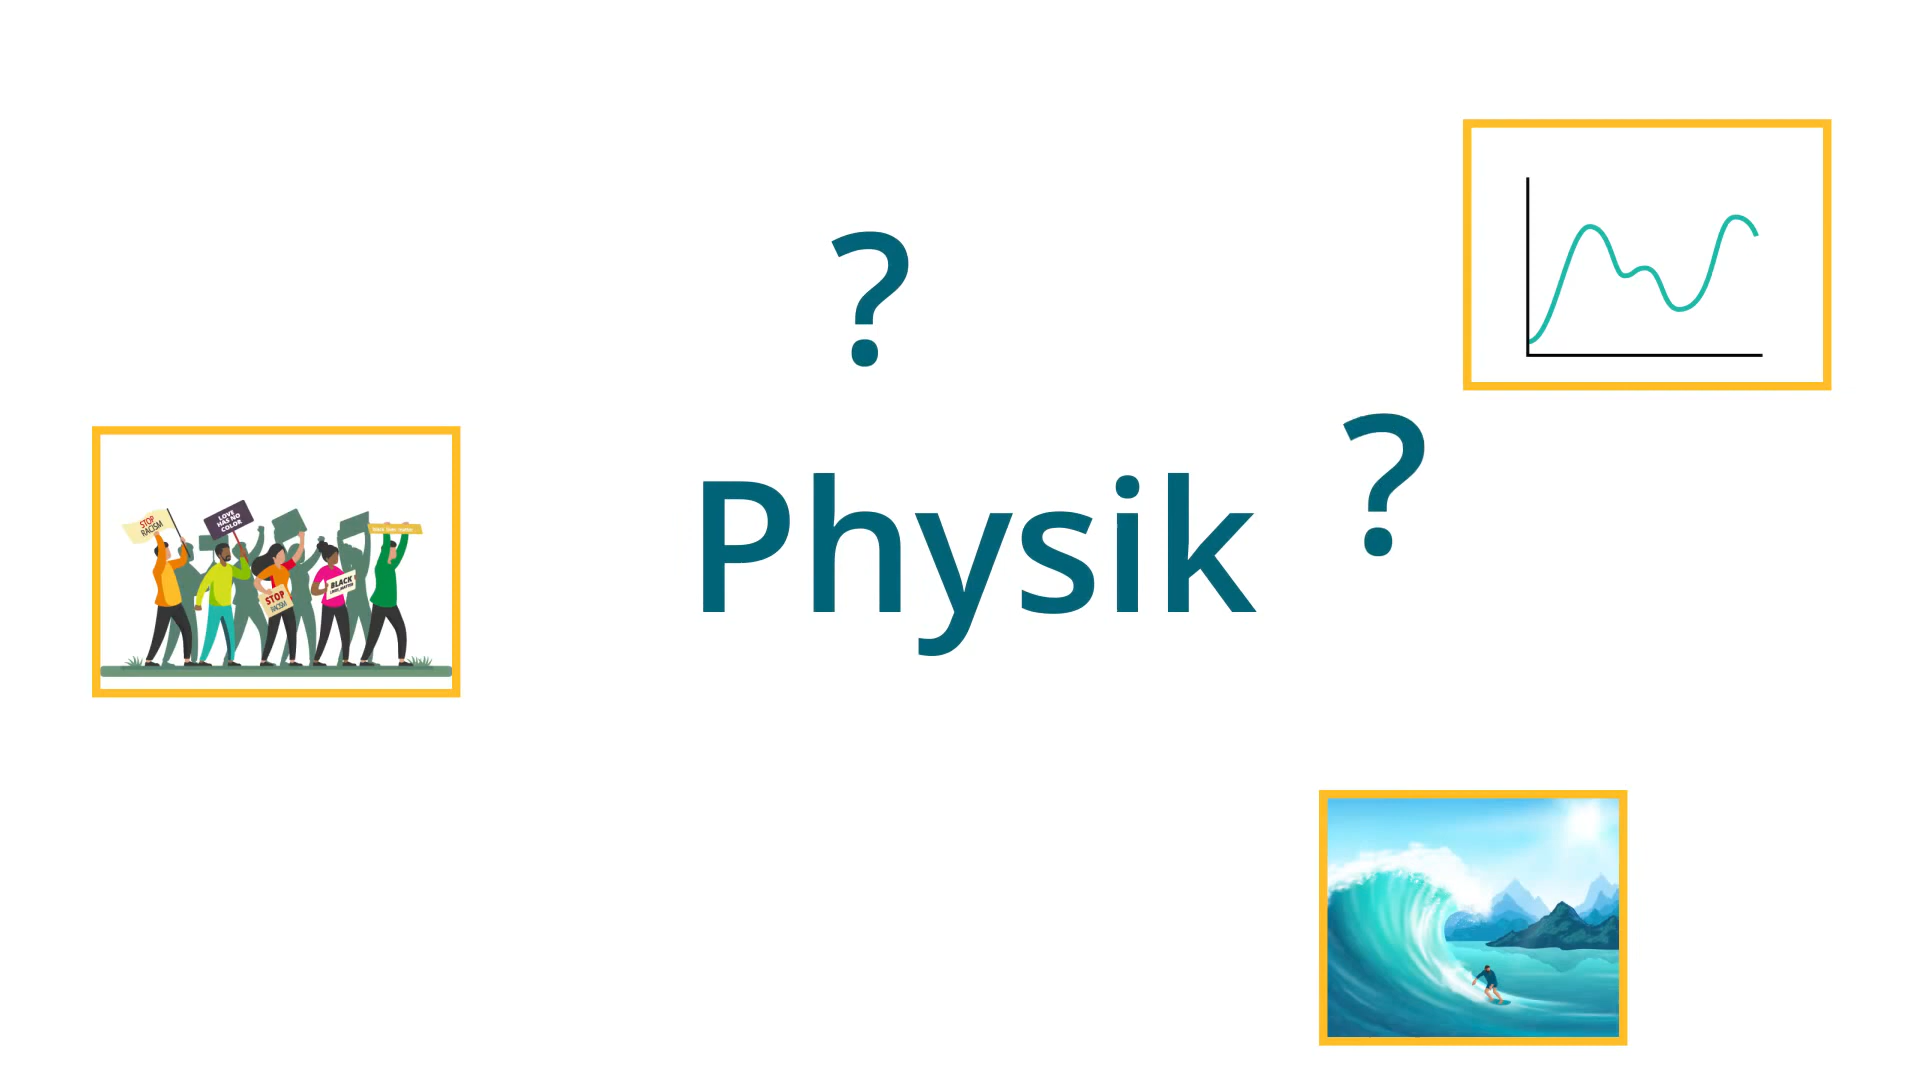 ?
?
Physik
STOP
RACISM
LOVE
HAS NO
COLOR
STOP
RACISM
BLACK